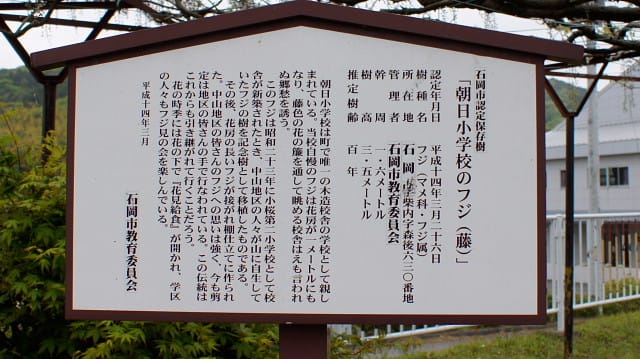 石岡市認定保存樹
「朝日小学校のフジ（藤）」
認定年月日　平成十四年三月二十六日
樹種名　フジ（マメ科・フジ属）
所在地　石岡市柴内字森後六三〇番地
管理者　石岡市教育委員会
幹周　一・六メートル
樹高　三・五メートル
推定樹齢　百年
朝日小学校は町で唯一の木造校舎の学校として親し
まれている。当校自慢のフジは花房が一メートルにも
なり、藤色の花の簾を通して眺める校舎はえも言われ
ぬ郷愁を誘う。
このフジは昭和二十三年に小桜第二小学校として校
舎が新築されたとき、中山地区の人々が山に自生して
いたフジの樹を記念樹として移植したものである。
その後、花房の長いフジが接がれ棚仕立てに作られ
た。中山地区の皆さんのフジへの思いは強く、今も剪
定は地区の皆さんの手で行なわれている。この伝統は
これからも引き継がれて行くことだろう。
花の時季には花の下で『花見給食』が開かれ、学区
の人々もフジ見の会を楽しんでいる。
平成十四年三月
石岡市教育委員会